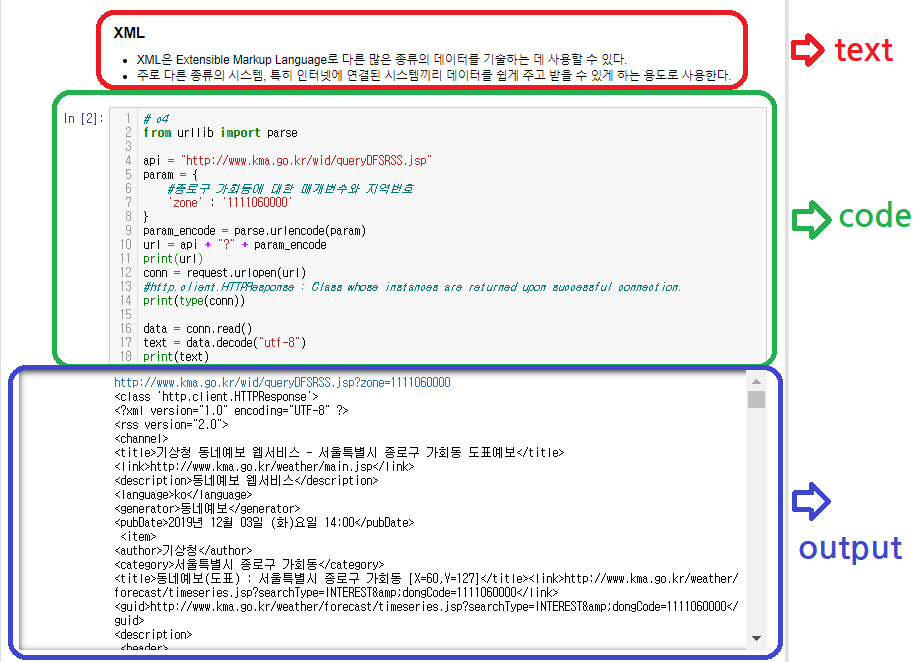 XML
• XML은 Extensible Markup Language로 다른 많은 종류의 데이터를 기술하는 데 사용할 수 있다.
• 주로 다른 종류의 시스템, 특히 인터넷에 연결된 시스템끼리 데이터를 쉽게 주고 받을 수 있게 하는 용도로 사용한다.
text
In [2]:
1 # o4
2 from urllib import parse
3
4 api = "http://www.kma.go.kr/wid/queryDFSRSS.jsp"
5 param = {
6 #종로구 가회동에 대한 매개변수와 지역번호
7 'zone' : '1111060000'
8 }
9 param_encode = parse.urlencode(param)
10 url = api + "?" + param_encode
11 print(url)
12 conn = request.urlopen(url)
13 #http.client.HTTPResponse : Class whose instances are returned upon successful connection.
14 print(type(conn))
15
16 data = conn.read()
17 text = data.decode("utf-8")
18 print(text)
code
http://www.kma.go.kr/wid/queryDFSRSS.jsp?zone=1111060000
<class 'http.client.HTTPResponse'>
<?xml version="1.0" encoding="UTF-8" ?>
<rss version="2.0">
<channel>
<title>기상청 동네예보 웹서비스 - 서울특별시 종로구 가회동 도표예보</title>
<link>http://www.kma.go.kr/weather/main.jsp</link>
<description>동네예보 웹서비스</description>
<language>ko</language>
<generator>동네예보</generator>
<pubDate>2019년 12월 03일 (화)요일 14:00</pubDate>
<item>
<author>기상청</author>
<category>서울특별시 종로구 가회동</category>
<title>동네예보(도표) : 서울특별시 종로구 가회동 [X=60,Y=127]</title><link>http://www.kma.go.kr/weather/
forecast/timeseries.jsp?searchType=INTEREST&amp;dongCode=1111060000</link>
<guid>http://www.kma.go.kr/weather/forecast/timeseries.jsp?searchType=INTEREST&amp;dongCode=1111060000</
guid>
<description>
<header>
output